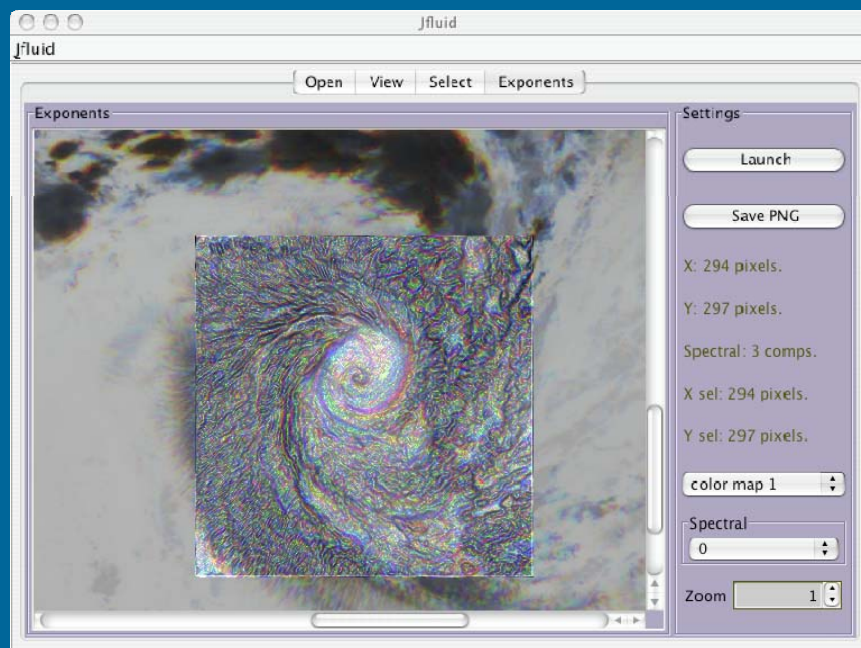 Jfluid
Jfluid
Open View Select Exponents
Exponents
Settings
Launch
Save PNG
X: 294 pixels.
Y: 297 pixels.
Spectral: 3 comps.
X sel: 294 pixels.
Y sel: 297 pixels.
color map 1
Spectral
0
Zoom 1